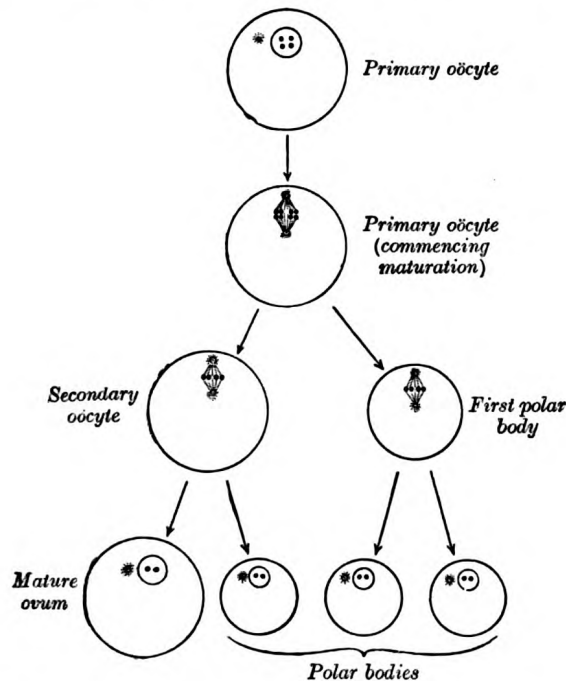 Primary oöcyte
Primary oöcyte
(commencing
maturation)
Secondary
oöcyte
First polar
body
Mature
ovum
Polar bodies